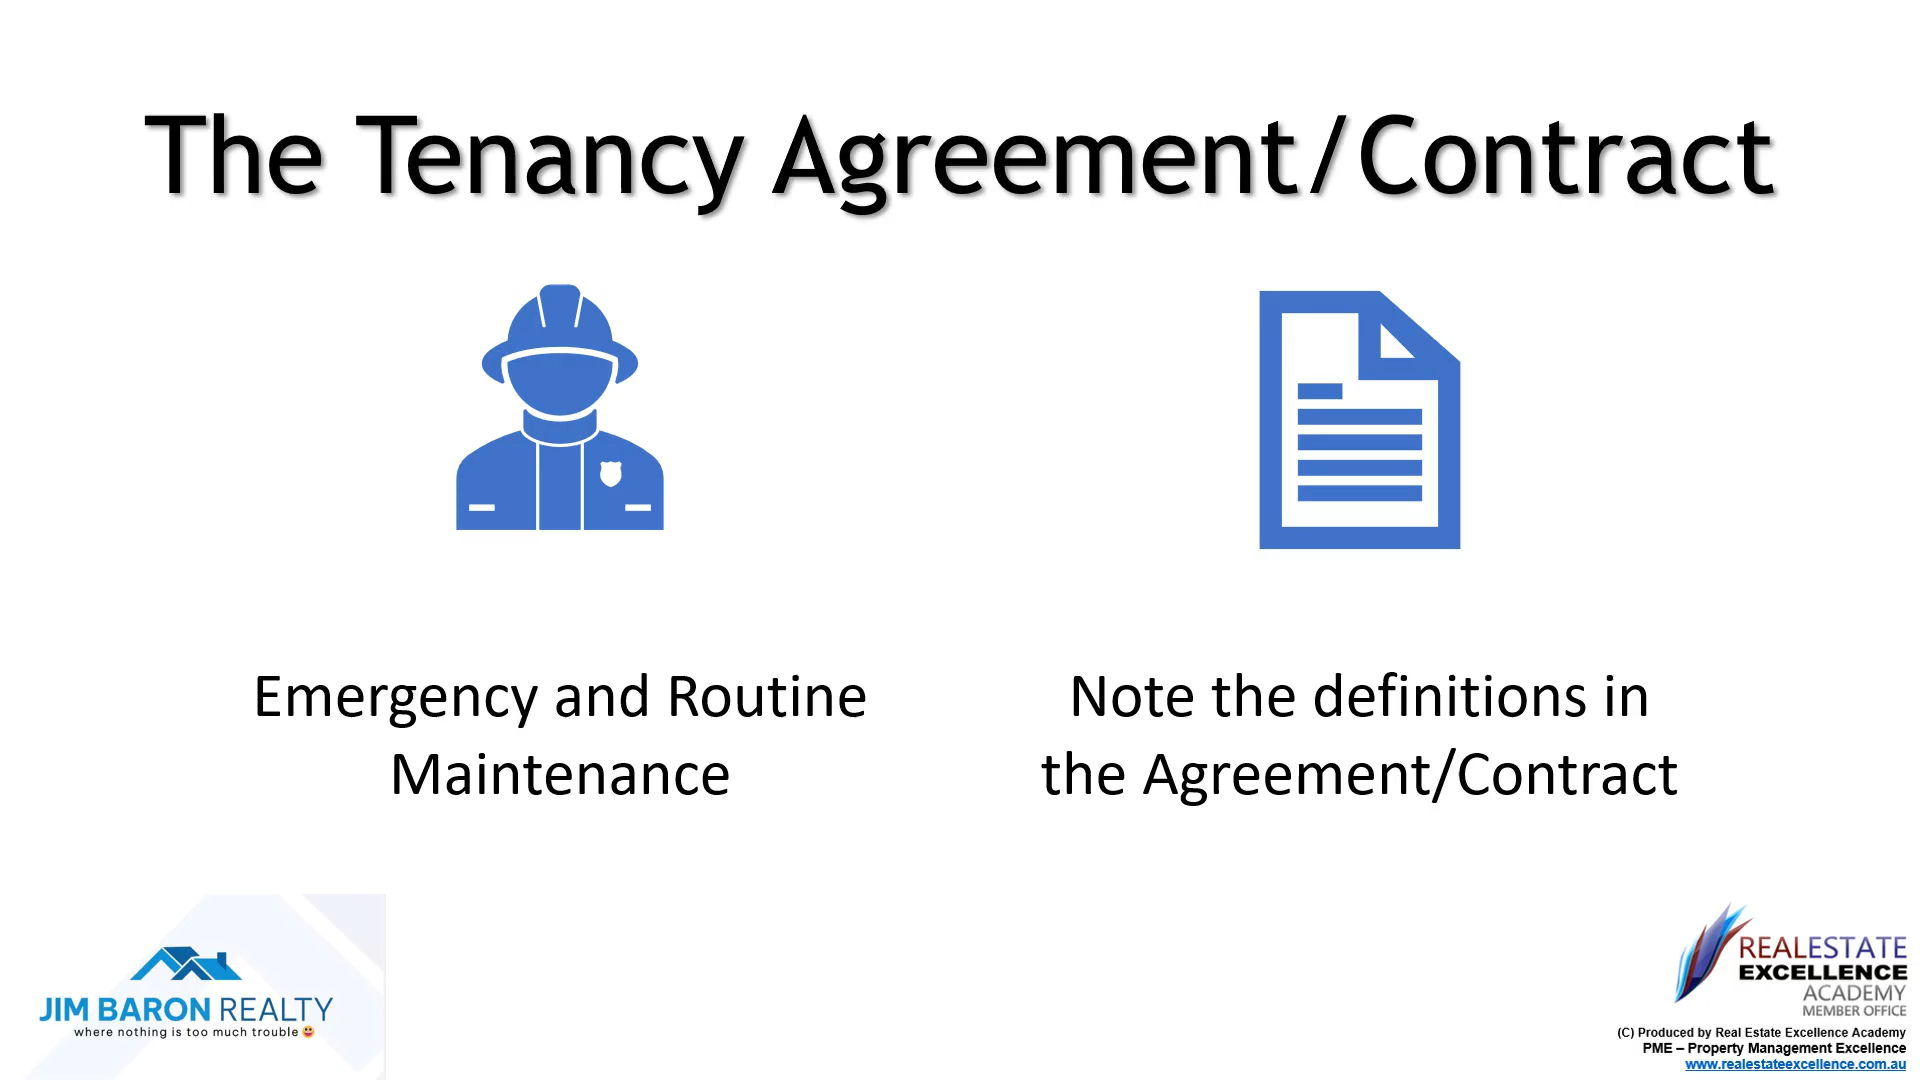 The Tenancy Agreement/Contract
Emergency and Routine
Maintenance
Note the definitions in
the Agreement/Contract
JIM BARON REALTY
where nothing is too much trouble 😃
REALESTATE
EXCELLENCE
ACADEMY
MEMBER OFFICE
(C) Produced by Real Estate Excellence Academy
PME – Property Management Excellence
www.realestateexcellence.com.au